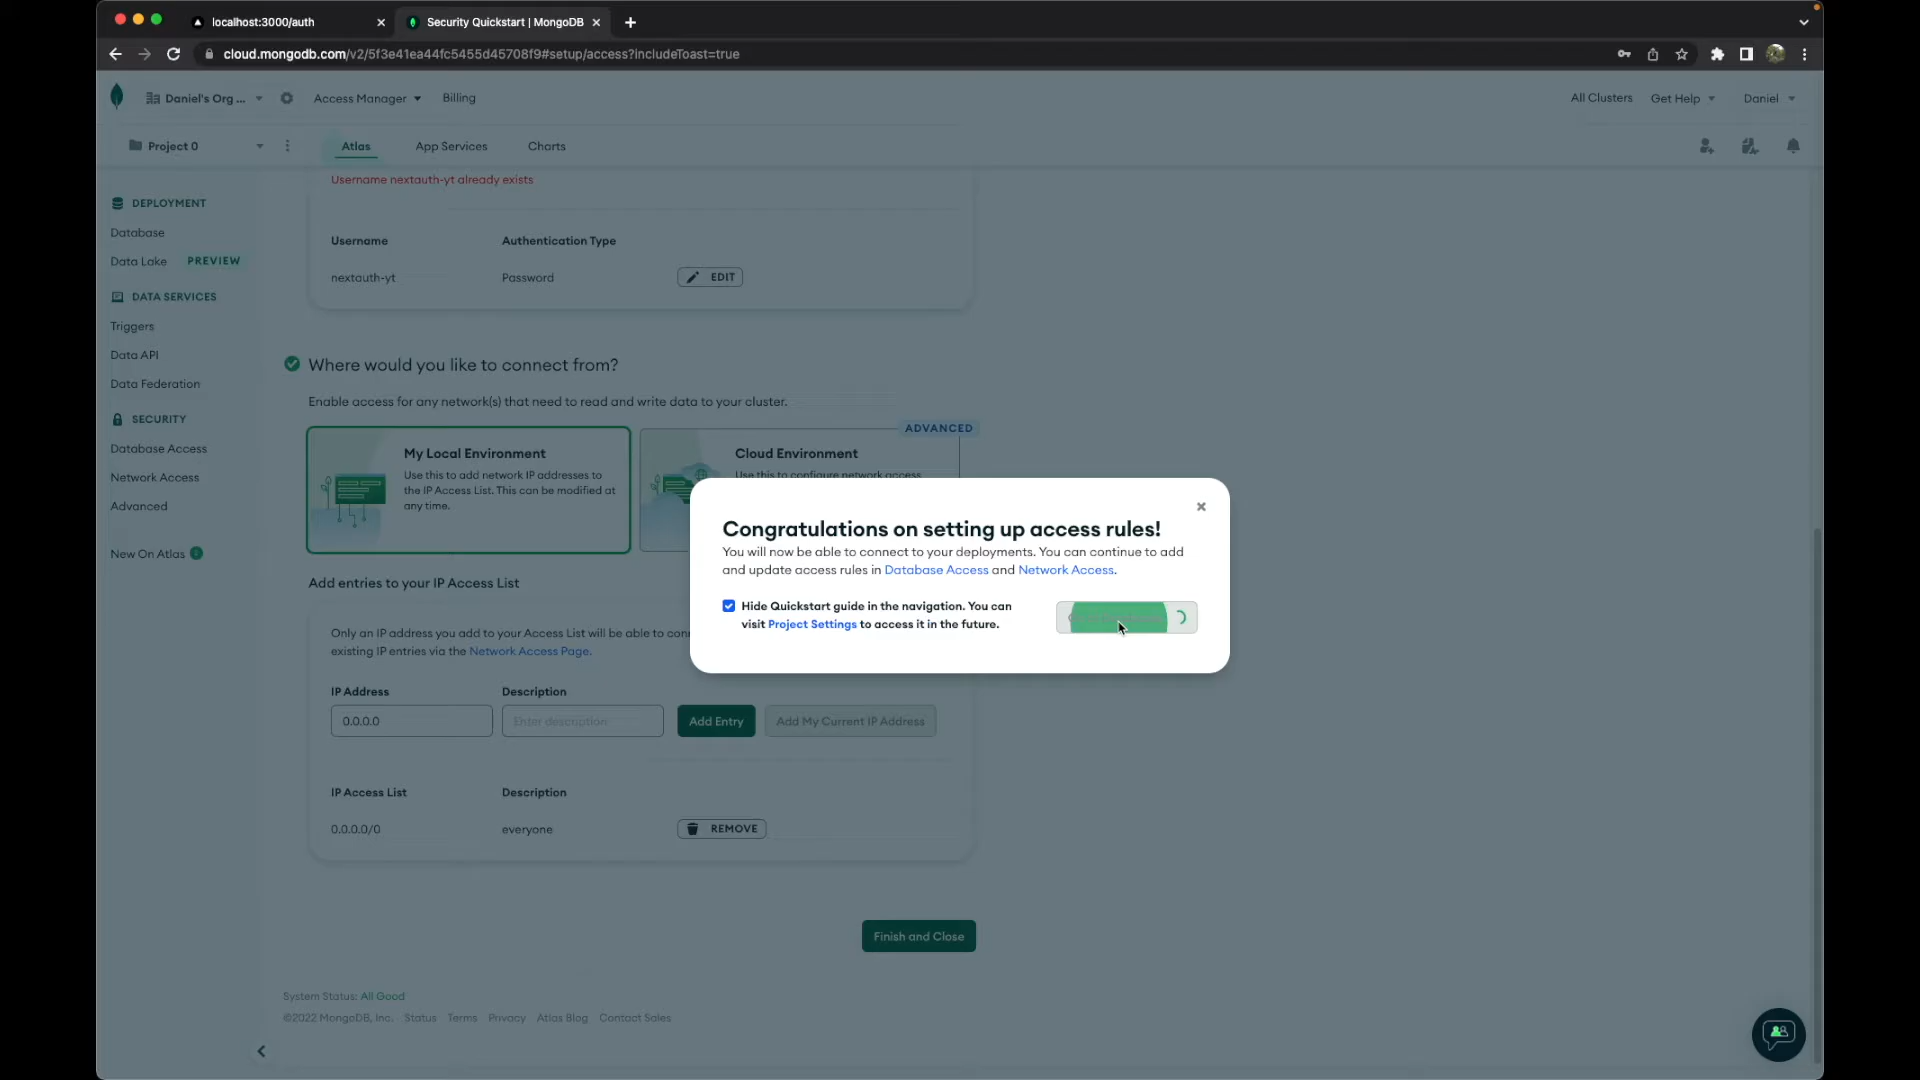 localhost:3000/auth
Security Quickstart | MongoDB
cloud.mongodb.com/v2/5f3e41ea44fc5455d45708f9#setup/access?includeToast=true
Daniel's Org ...
Access Manager
Billing
All Clusters
Get Help
Daniel
Project 0
Atlas
App Services
Charts
DEPLOYMENT
Database
Data Lake PREVIEW
DATA SERVICES
Triggers
Data API
Data Federation
SECURITY
Database Access
Network Access
Advanced
New On Atlas
Username nextauth-yt already exists
Username Authentication Type
nextauth-yt Password EDIT
Where would you like to connect from?
Enable access for any network(s) that need to read and write data to your cluster.
My Local Environment
Use this to add network IP addresses to
the IP Access List. This can be modified at
any time.
ADVANCED
Cloud Environment
Use this to configure network access
Add entries to your IP Access List
Only an IP address you add to your Access List will be able to
existing IP entries via the Network Access Page.
IP Address Description
0.0.0.0 Enter description Add Entry Add My Current IP Address
IP Access List Description
0.0.0.0/0 everyone REMOVE
Congratulations on setting up access rules!
You will now be able to connect to your deployments. You can continue to add
and update access rules in Database Access and Network Access.
Hide Quickstart guide in the navigation. You can
visit Project Settings to access it in the future.
Finish and Close
System Status: All Good
©2022 MongoDB, Inc. Status Terms Privacy Atlas Blog Contact Sales